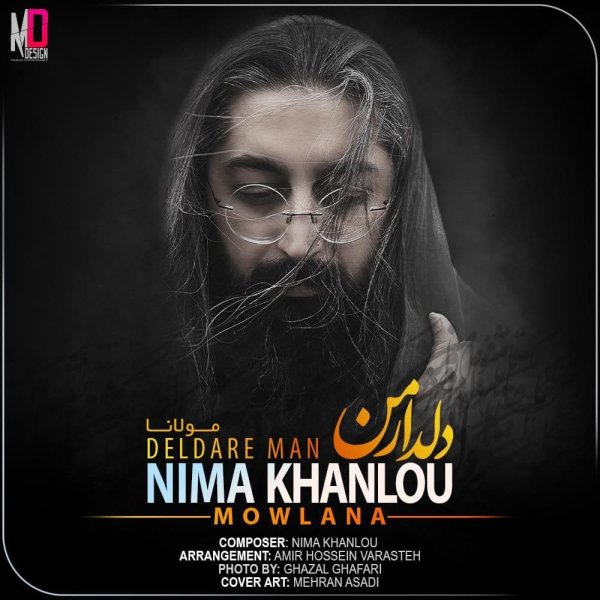 MD
DESIGN
دلدار من
مولانا
DELDARE MAN
NIMA KHANLOU
MOWLANA
COMPOSER: NIMA KHANLOU
ARRANGEMENT: AMIR HOSSEIN VARASTEH
PHOTO BY: GHAZAL GHAFARI
COVER ART: MEHRAN ASADI